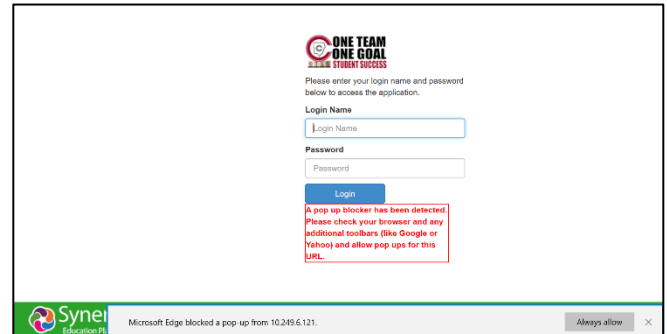 ONE TEAM
ONE GOAL
STUDENT SUCCESS
Please enter your login name and password
below to access the application.
Login Name
Login Name
Password
Password
Login
A pop up blocker has been detected.
Please check your browser and any
additional toolbars (like Google or
Yahoo) and allow pop ups for this
URL.
Syner
Education Pl
Microsoft Edge blocked a pop-up from 10.249.6.121.
Always allow